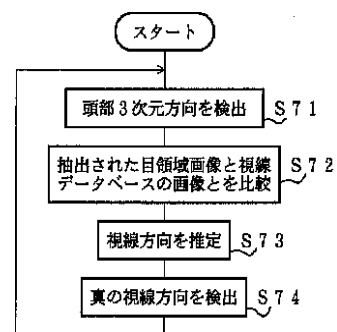 スタート
頭部3次元方向を検出 S71
抽出された目領域画像と視線 S72
データベースの画像とを比較
視線方向を推定 S73
真の視線方向を検出 S74